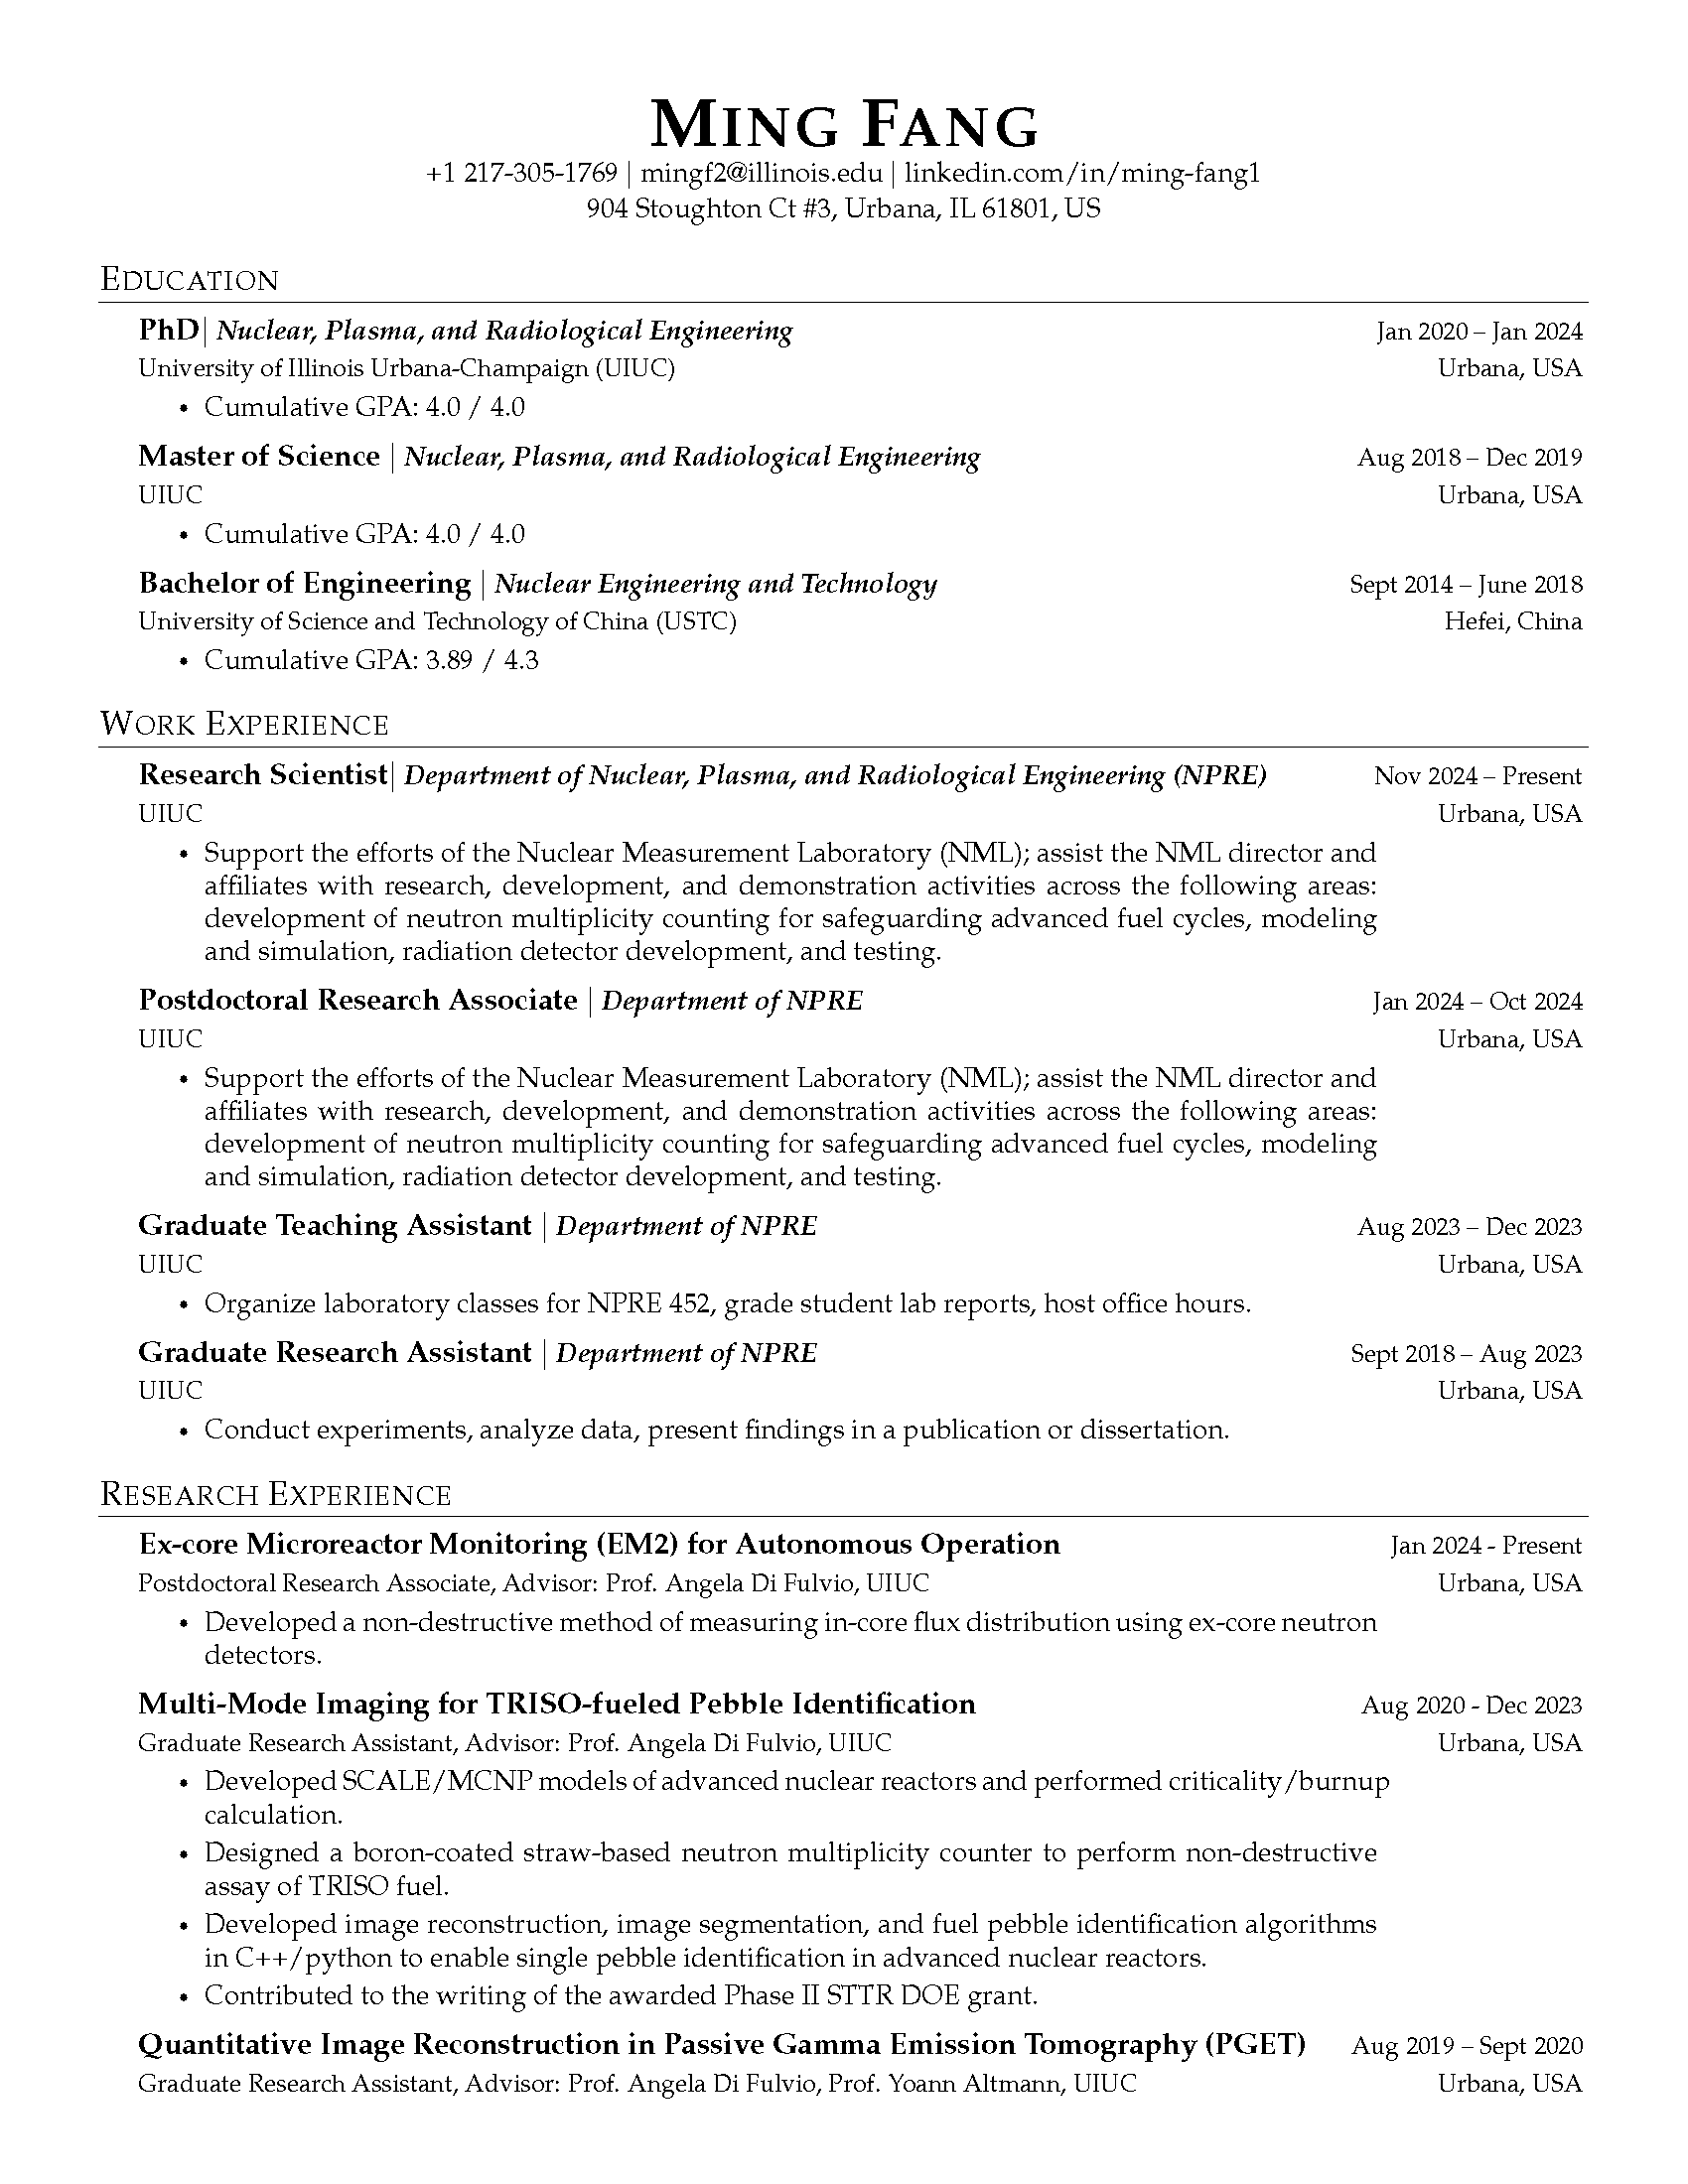 MING FANG
+1 217-305-1769 | mingf2@illinois.edu | linkedin.com/in/ming-fang1
904 Stoughton Ct #3, Urbana, IL 61801, US
EDUCATION
PhD| Nuclear, Plasma, and Radiological Engineering Jan 2020 – Jan 2024
University of Illinois Urbana-Champaign (UIUC) Urbana, USA
• Cumulative GPA: 4.0 / 4.0
Master of Science | Nuclear, Plasma, and Radiological Engineering Aug 2018 – Dec 2019
UIUC Urbana, USA
• Cumulative GPA: 4.0 / 4.0
Bachelor of Engineering | Nuclear Engineering and Technology Sept 2014 – June 2018
University of Science and Technology of China (USTC) Hefei, China
• Cumulative GPA: 3.89 / 4.3
WORK EXPERIENCE
Research Scientist| Department of Nuclear, Plasma, and Radiological Engineering (NPRE) Nov 2024 – Present
UIUC Urbana, USA
• Support the efforts of the Nuclear Measurement Laboratory (NML); assist the NML director and
affiliates with research, development, and demonstration activities across the following areas:
development of neutron multiplicity counting for safeguarding advanced fuel cycles, modeling
and simulation, radiation detector development, and testing.
Postdoctoral Research Associate | Department of NPRE Jan 2024 – Oct 2024
UIUC Urbana, USA
• Support the efforts of the Nuclear Measurement Laboratory (NML); assist the NML director and
affiliates with research, development, and demonstration activities across the following areas:
development of neutron multiplicity counting for safeguarding advanced fuel cycles, modeling
and simulation, radiation detector development, and testing.
Graduate Teaching Assistant | Department of NPRE Aug 2023 – Dec 2023
UIUC Urbana, USA
• Organize laboratory classes for NPRE 452, grade student lab reports, host office hours.
Graduate Research Assistant | Department of NPRE Sept 2018 – Aug 2023
UIUC Urbana, USA
• Conduct experiments, analyze data, present findings in a publication or dissertation.
RESEARCH EXPERIENCE
Ex-core Microreactor Monitoring (EM2) for Autonomous Operation Jan 2024 - Present
Postdoctoral Research Associate, Advisor: Prof. Angela Di Fulvio, UIUC Urbana, USA
• Developed a non-destructive method of measuring in-core flux distribution using ex-core neutron
detectors.
Multi-Mode Imaging for TRISO-fueled Pebble Identification Aug 2020 - Dec 2023
Graduate Research Assistant, Advisor: Prof. Angela Di Fulvio, UIUC Urbana, USA
• Developed SCALE/MCNP models of advanced nuclear reactors and performed criticality/burnup
calculation.
• Designed a boron-coated straw-based neutron multiplicity counter to perform non-destructive
assay of TRISO fuel.
• Developed image reconstruction, image segmentation, and fuel pebble identification algorithms
in C++/python to enable single pebble identification in advanced nuclear reactors.
• Contributed to the writing of the awarded Phase II STTR DOE grant.
Quantitative Image Reconstruction in Passive Gamma Emission Tomography (PGET) Aug 2019 – Sept 2020
Graduate Research Assistant, Advisor: Prof. Angela Di Fulvio, Prof. Yoann Altmann, UIUC Urbana, USA